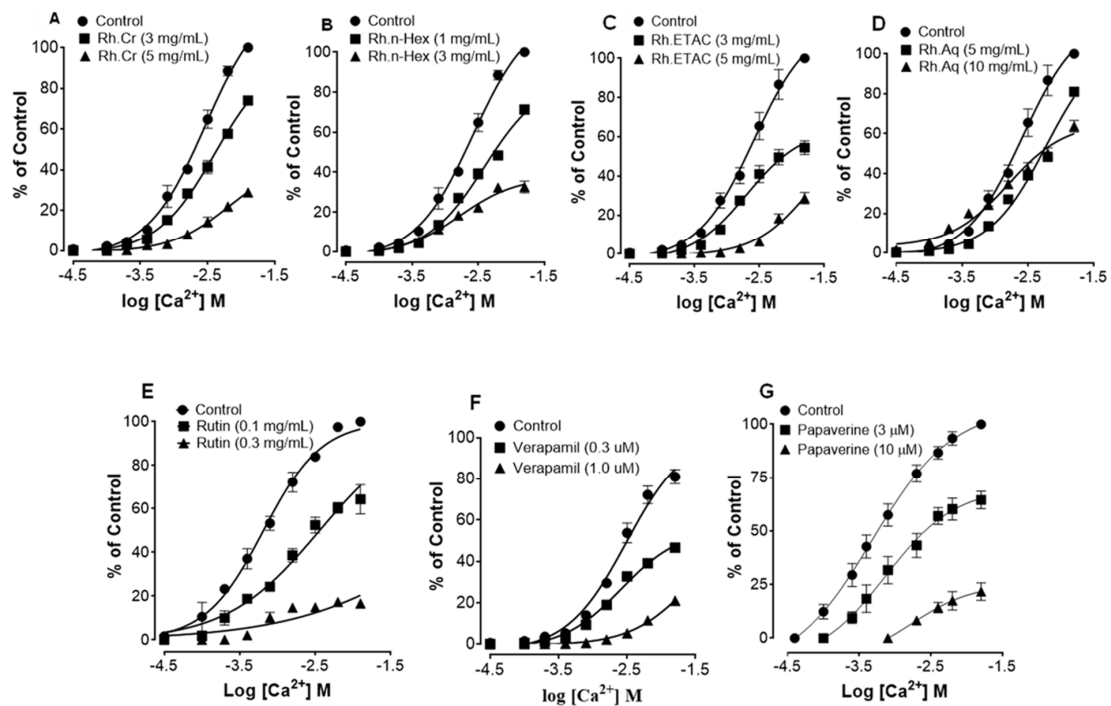 A
Control
Rh.Cr (3 mg/mL)
Rh.Cr (5 mg/mL)
% of Control
100
80
60
40
20
0
-4.5
-3.5
-2.5
-1.5
log [Ca2+] M
B
Control
Rh.n-Hex (1 mg/mL)
Rh.n-Hex (3 mg/mL)
% of Control
100
80
60
40
20
0
-4.5
-3.5
-2.5
-1.5
log [Ca2+] M
C
Control
Rh.ETAC (3 mg/mL)
Rh.ETAC (5 mg/mL)
% of Control
100
80
60
40
20
0
-4.5
-3.5
-2.5
-1.5
log [Ca2+] M
D
Control
Rh.Aq (5 mg/mL)
Rh.Aq (10 mg/mL)
% of Control
100
80
60
40
20
0
-4.5
-3.5
-2.5
-1.5
log [Ca2+] M
E
Control
Rutin (0.1 mg/mL)
Rutin (0.3 mg/mL)
% of Control
100
80
60
40
20
0
-4.5
-3.5
-2.5
-1.5
Log [Ca2+] M
F
Control
Verapamil (0.3 uM)
Verapamil (1.0 uM)
% of Control
100
80
60
40
20
0
-4.5
-3.5
-2.5
-1.5
log [Ca2+] M
G
Control
Papaverine (3 µM)
Papaverine (10 µM)
% of Control
100
75
50
25
0
-4.5
-3.5
-2.5
-1.5
Log [Ca2+] M